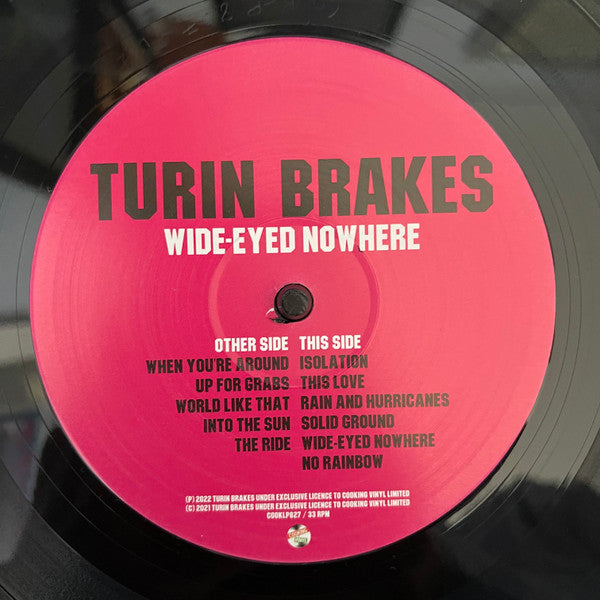 TURIN BRAKES
WIDE-EYED NOWHERE
OTHER SIDE
WHEN YOU'RE AROUND
UP FOR GRABS
WORLD LIKE THAT
INTO THE SUN
THE RIDE
THIS SIDE
ISOLATION
THIS LOVE
RAIN AND HURRICANES
SOLID GROUND
WIDE-EYED NOWHERE
NO RAINBOW
(P) 2022 TURIN BRAKES UNDER EXCLUSIVE LICENCE TO COOKING VINYL LIMITED
(C) 2021 TURIN BRAKES UNDER EXCLUSIVE LICENCE TO COOKING VINYL LIMITED
COOKLP827 / 33 RPM